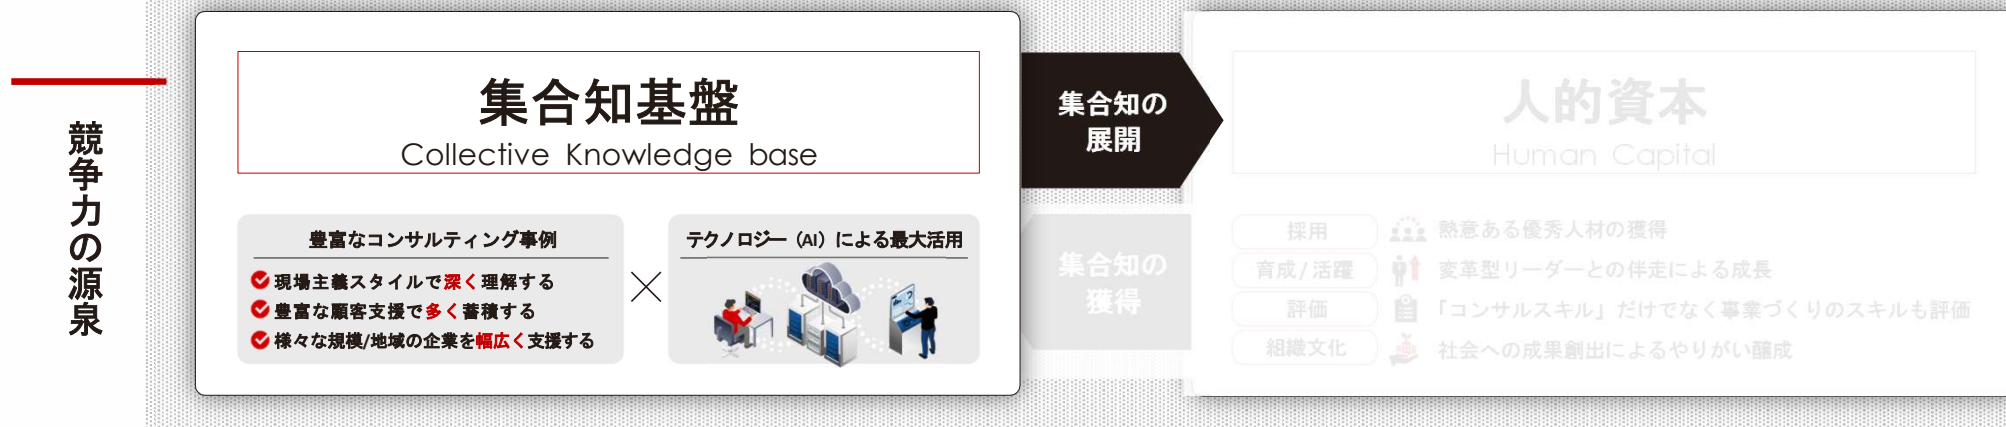 競争力の源泉
集合知基盤
Collective Knowledge base
豊富なコンサルティング事例
現場主義スタイルで深く理解する
豊富な顧客支援で多く蓄積する
様々な規模/地域の企業を幅広く支援する
テクノロジー（AI）による最大活用
集合知の
展開
集合知の
獲得
人的資本
Human Capital
採用
熱意ある優秀人材の獲得
育成/活躍
変革型リーダーとの伴走による成長
評価
「コンサルスキル」だけでなく事業づくりのスキルも評価
組織文化
社会への成果創出によるやりがい醸成